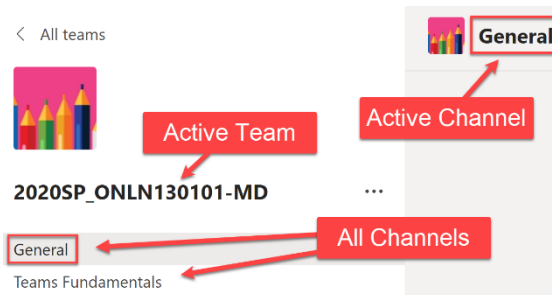 < All teams
General
Active Channel
Active Team
2020SP_ONLN130101-MD
...
All Channels
General
Teams Fundamentals